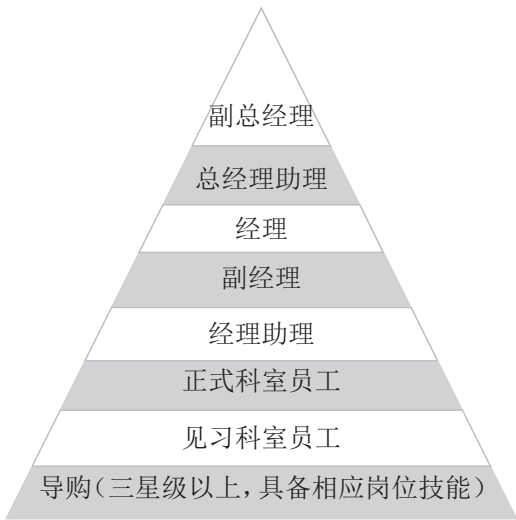 副总经理
总经理助理
经理
副经理
经理助理
正式科室员工
见习科室员工
导购(三星级以上,具备相应岗位技能)